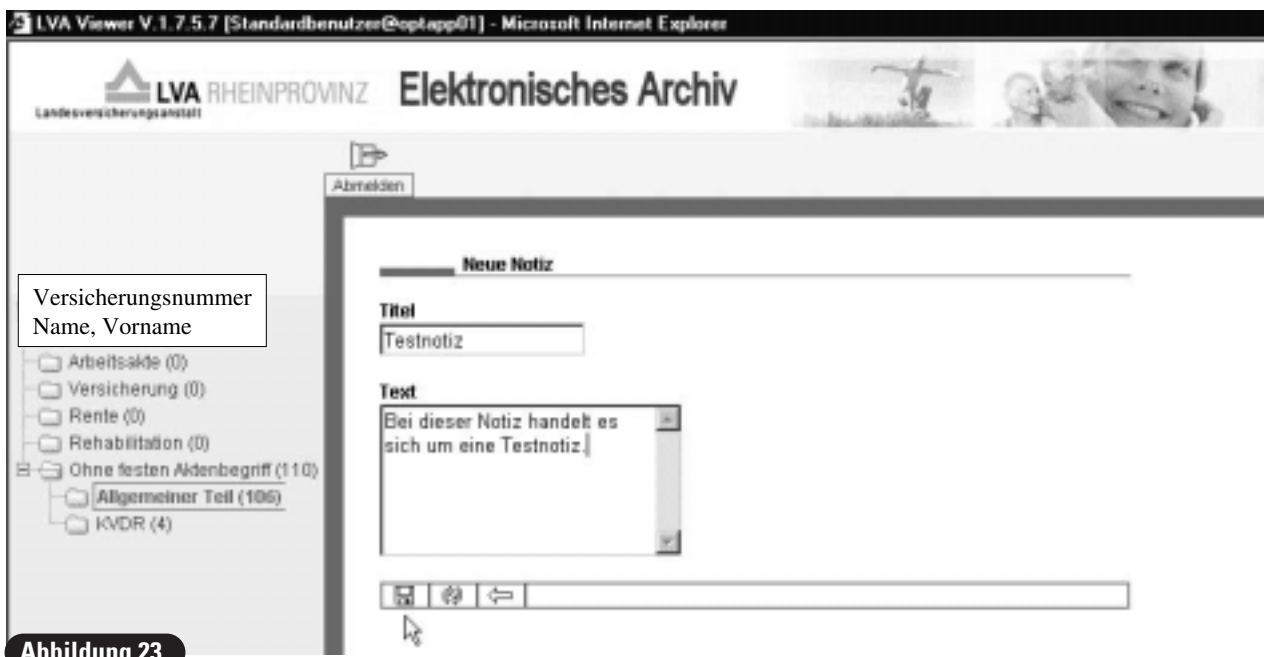 LVA Viewer V.1.7.5.7 [Standardbenutzer@optapp01] - Microsoft Internet Explorer
LVA RHEINPROVINZ
Landesversicherungsanstalt
Elektronisches Archiv
Abmelden
Neue Notiz
Versicherungsnummer
Name, Vorname
Arbeitsakte (0)
Versicherung (0)
Rente (0)
Rehabilitation (0)
Ohne festen Aktenbegriff (110)
Allgemeiner Teil (106)
KVDR (4)
Titel
Testnotiz
Text
Bei dieser Notiz handelt es
sich um eine Testnotiz.
Abbildung 23